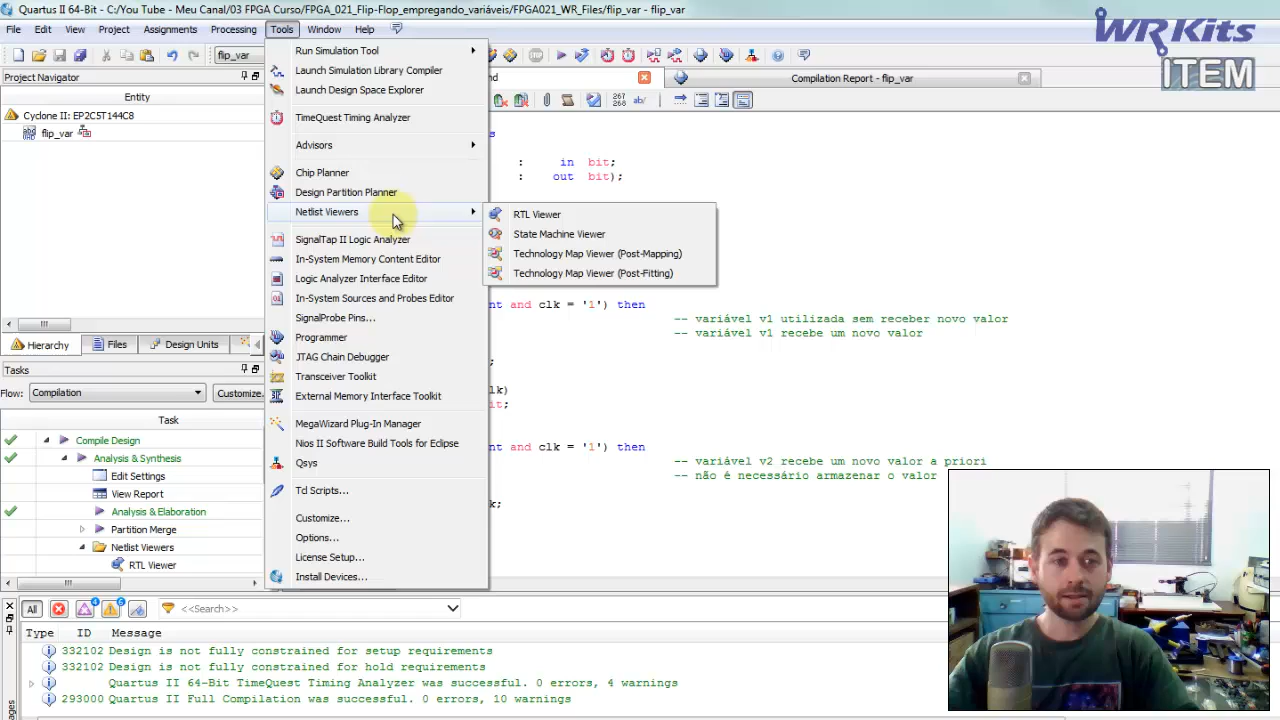 Quartus II 64-Bit - C:/You Tube - Meu Canal/03 FPGA Curso/FPGA_021_Flip-Flop_empregando_variáveis/FPGA021_WR_Files/flip_var - flip_var
File Edit View Project Assignments Processing Tools Window Help
WR Kits
ITEM
flip_var
Project Navigator
nd
Compilation Report - flip_var
Entity
Cyclone II: EP2C5T144C8
flip_var
Hierarchy Files Design Units
Tasks
Flow: Compilation Customize...
Task
Compile Design
Analysis & Synthesis
Edit Settings
View Report
Analysis & Elaboration
Partition Merge
Netlist Viewers
RTL Viewer
Run Simulation Tool
Launch Simulation Library Compiler
Launch Design Space Explorer
TimeQuest Timing Analyzer
Advisors
Chip Planner
Design Partition Planner
Netlist Viewers
SignalTap II Logic Analyzer
In-System Memory Content Editor
Logic Analyzer Interface Editor
In-System Sources and Probes Editor
SignalProbe Pins...
Programmer
JTAG Chain Debugger
Transceiver Toolkit
External Memory Interface Toolkit
MegaWizard Plug-In Manager
Nios II Software Build Tools for Eclipse
Qsys
Tcl Scripts...
Customize...
Options...
License Setup...
Install Devices...
RTL Viewer
State Machine Viewer
Technology Map Viewer (Post-Mapping)
Technology Map Viewer (Post-Fitting)
267
268
ab/
s
: in bit;
: out bit);
nt and clk = '1') then
-- variável v1 utilizada sem receber novo valor
-- variável v1 recebe um novo valor
;
lk)
it;
nt and clk = '1') then
-- variável v2 recebe um novo valor a priori
-- não é necessário armazenar o valor
k;
All <<Search>>
Type ID Message
332102 Design is not fully constrained for setup requirements
332102 Design is not fully constrained for hold requirements
Quartus II 64-Bit TimeQuest Timing Analyzer was successful. 0 errors, 4 warnings
293000 Quartus II Full Compilation was successful. 0 errors, 10 warnings